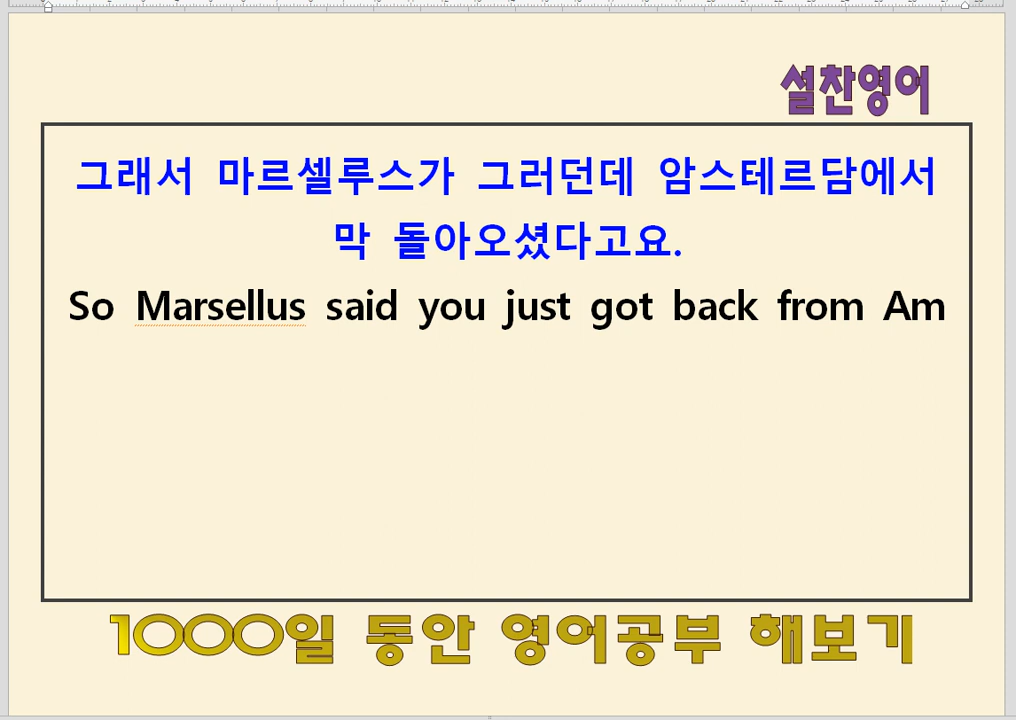 설찬영어
그래서 마르셀루스가 그러던데 암스테르담에서
막 돌아오셨다고요.
So Marsellus said you just got back from Am
1000일 동안 영어공부 해보기